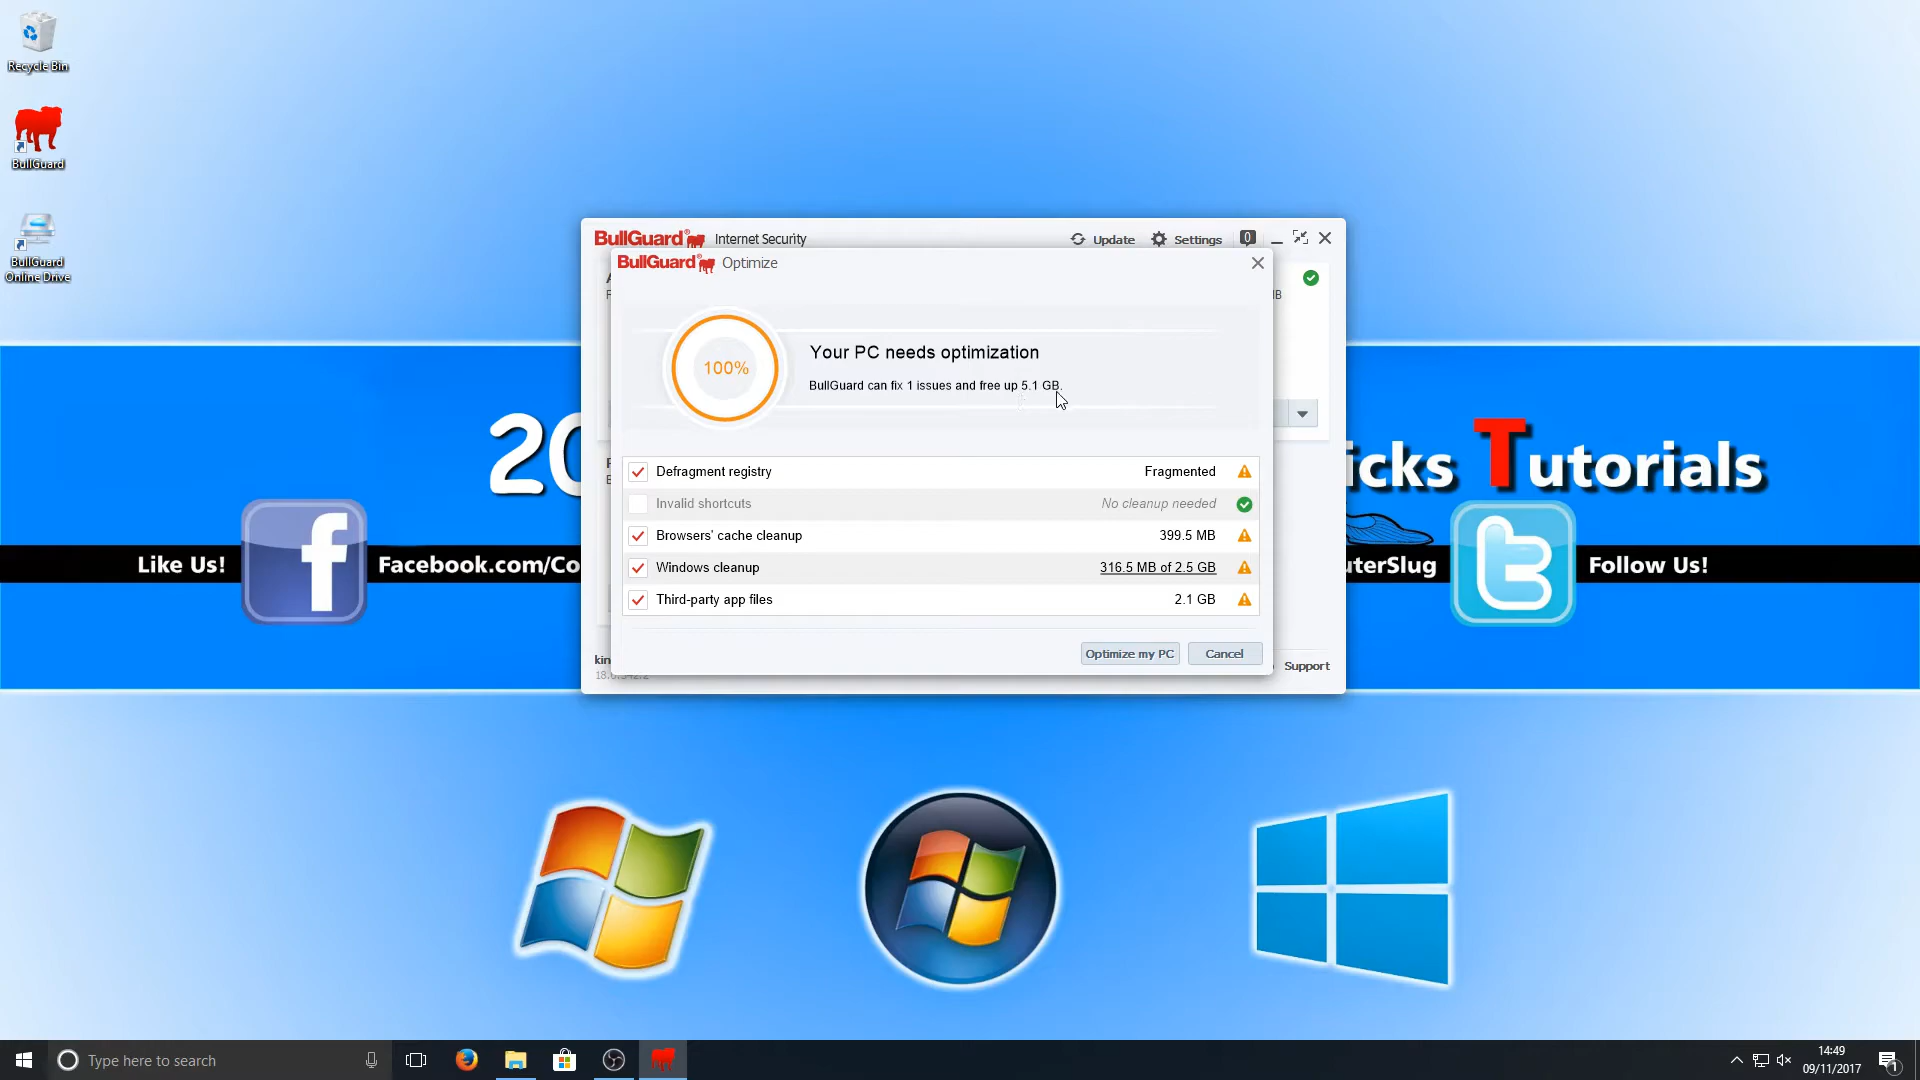 Recycle Bin
BullGuard
BullGuard
Online Drive
BullGuard Internet Security
Update
Settings
0
BullGuard Optimize
100%
Your PC needs optimization
BullGuard can fix 1 issues and free up 5.1 GB.
Defragment registry Fragmented
Invalid shortcuts No cleanup needed
Browsers' cache cleanup 399.5 MB
Windows cleanup 316.5 MB of 2.5 GB
Third-party app files 2.1 GB
Optimize my PC
Cancel
Support
20
icks Tutorials
Like Us!
Facebook.com/Co
uterSlug
Follow Us!
Type here to search
14:49
09/11/2017
1